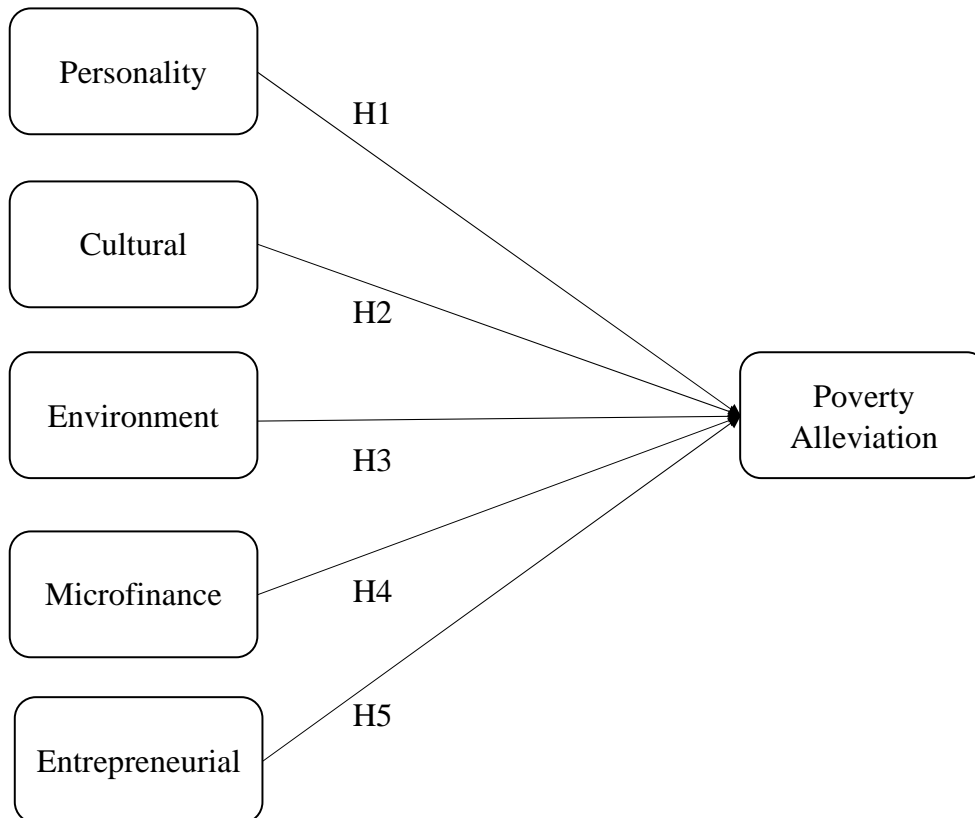 Personality
H1
Cultural
H2
Environment
H3
Poverty
Alleviation
Microfinance
H4
H5
Entrepreneurial